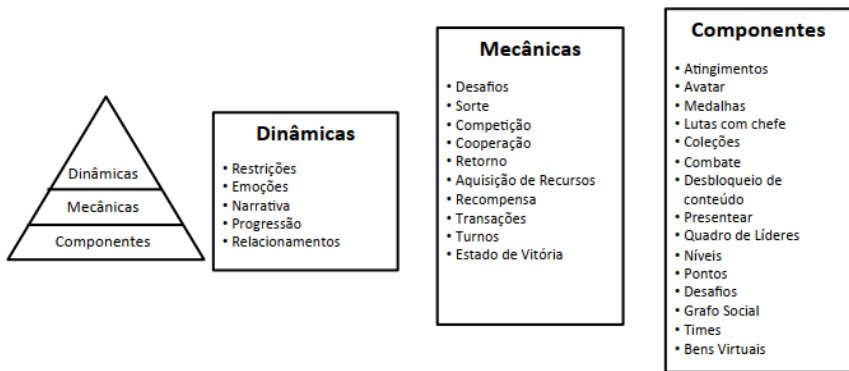 Dinâmicas
Mecânicas
Componentes
Dinâmicas
• Restrições
• Emoções
• Narrativa
• Progressão
• Relacionamentos
Mecânicas
• Desafios
• Sorte
• Competição
• Cooperação
• Retorno
• Aquisição de Recursos
• Recompensa
• Transações
• Turnos
• Estado de Vitória
Componentes
• Atingimentos
• Avatar
• Medalhas
• Lutas com chefe
• Coleções
• Combate
• Desbloqueio de
conteúdo
• Presentear
• Quadro de Líderes
• Níveis
• Pontos
• Desafios
• Grafo Social
• Times
• Bens Virtuais